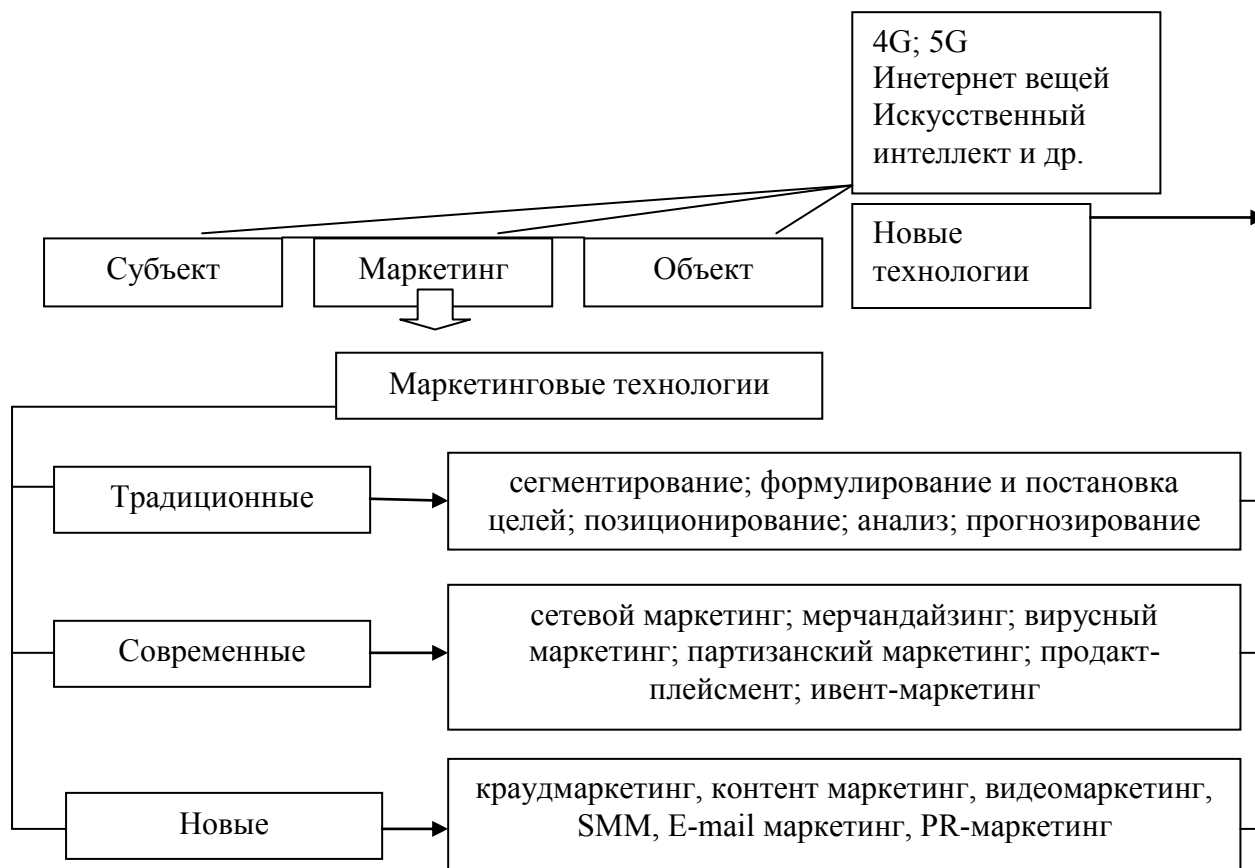 4G; 5G
Инетернет вещей
Искусственный
интеллект и др.
Новые
технологии
Субъект
Маркетинг
Объект
Маркетинговые технологии
Традиционные
сегментирование; формулирование и постановка
целей; позиционирование; анализ; прогнозирование
Современные
сетевой маркетинг; мерчандайзинг; вирусный
маркетинг; партизанский маркетинг; продакт-
плейсмент; ивент-маркетинг
Новые
краудмаркетинг, контент маркетинг, видеомаркетинг,
SMM, E-mail маркетинг, PR-маркетинг